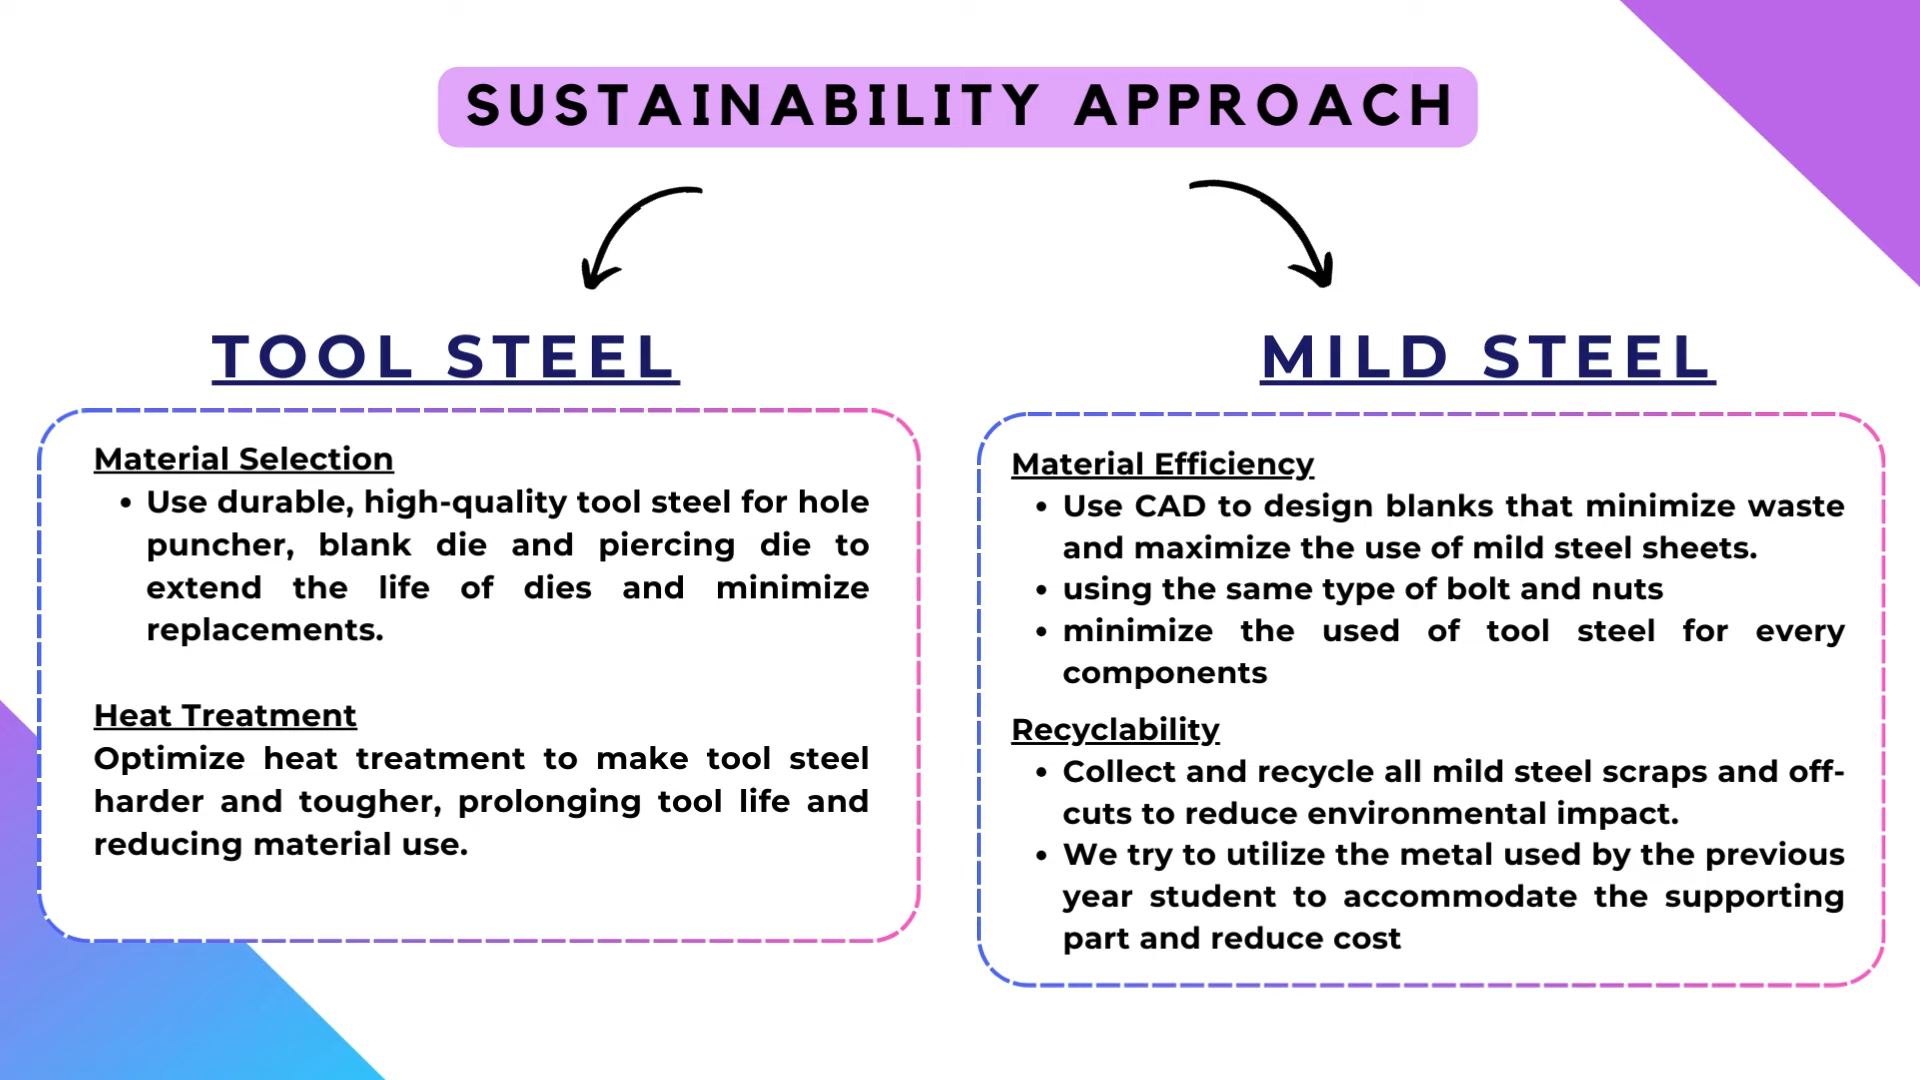 SUSTAINABILITY APPROACH
TOOL STEEL
Material Selection
• Use durable, high-quality tool steel for hole
puncher, blank die and piercing die to
extend the life of dies and minimize
replacements.
Heat Treatment
Optimize heat treatment to make tool steel
harder and tougher, prolonging tool life and
reducing material use.
MILD STEEL
Material Efficiency
• Use CAD to design blanks that minimize waste
and maximize the use of mild steel sheets.
• using the same type of bolt and nuts
• minimize the used of tool steel for every
components
Recyclability
• Collect and recycle all mild steel scraps and off-
cuts to reduce environmental impact.
• We try to utilize the metal used by the previous
year student to accommodate the supporting
part and reduce cost